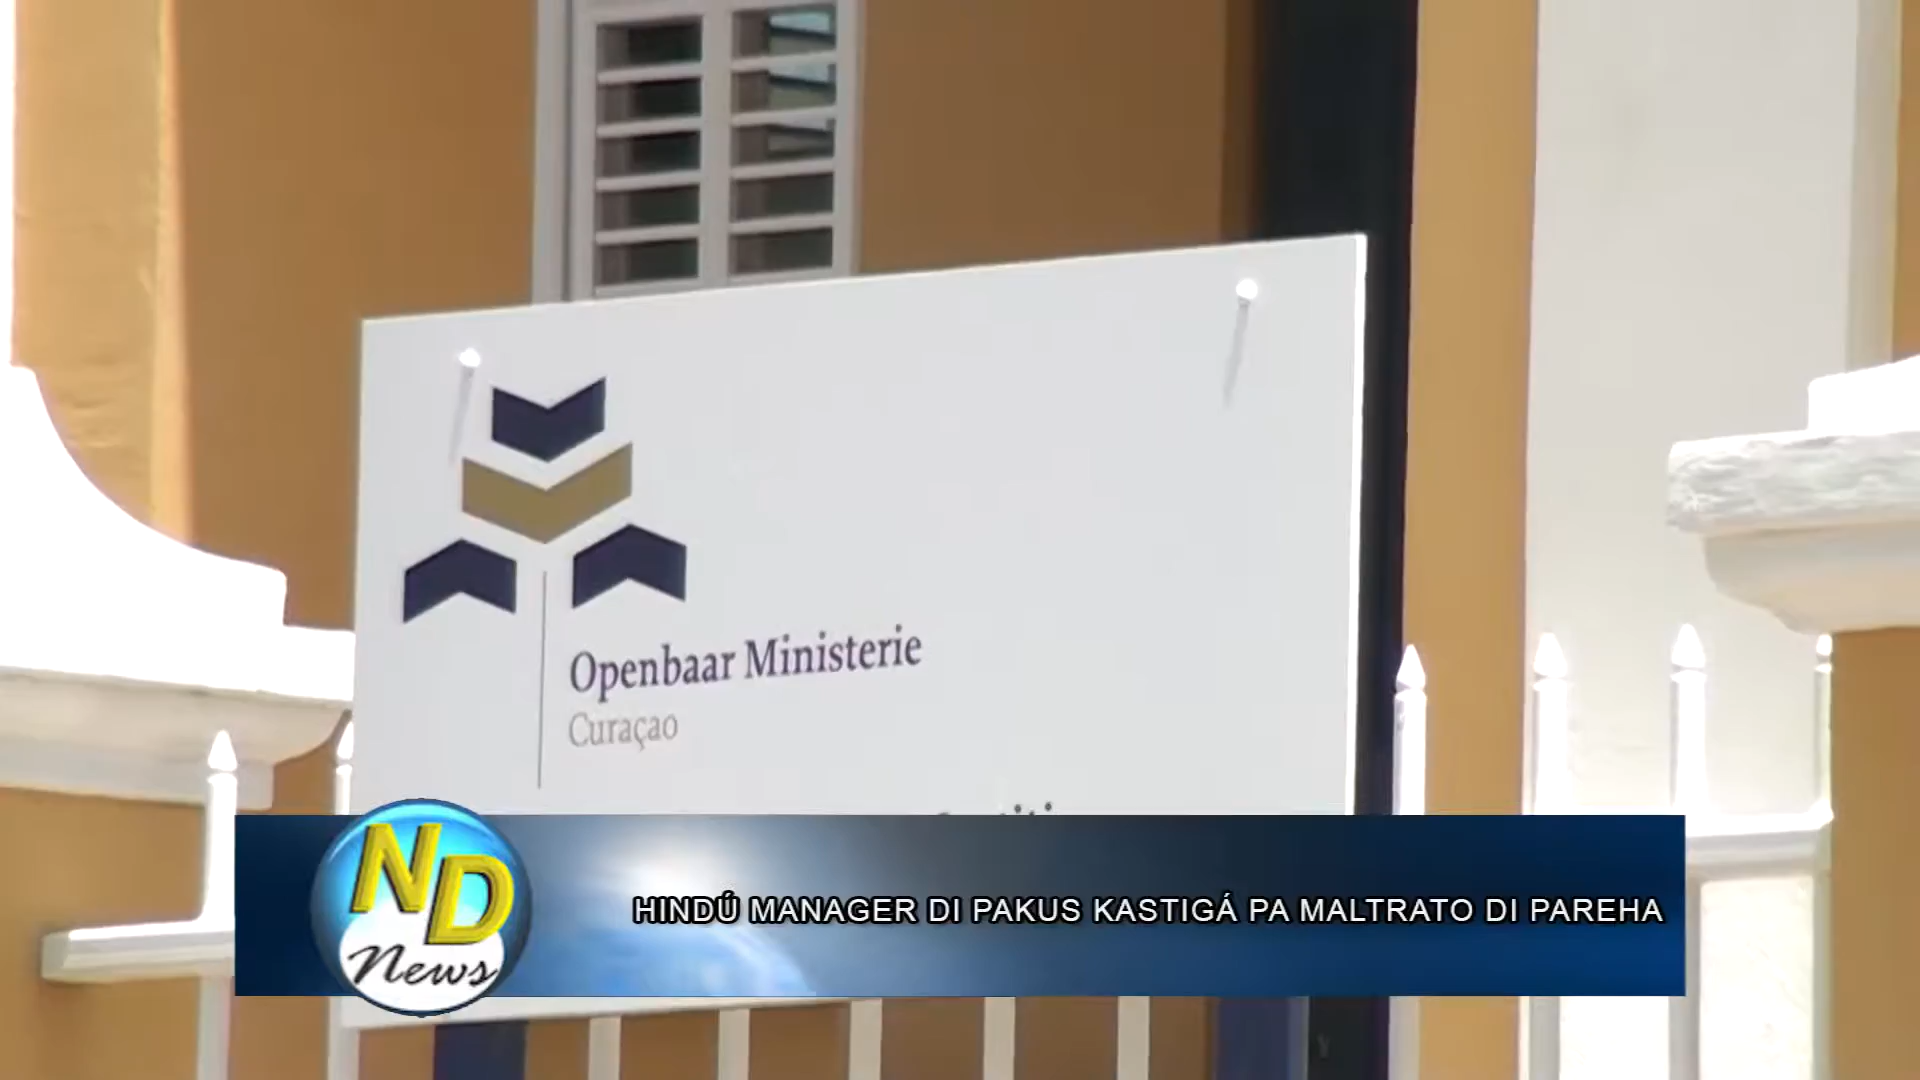 Openbaar Ministerie
Curaçao
ND
News
HINDÚ MANAGER DI PAKUS KASTIGÁ PA MALTRATO DI PAREHA